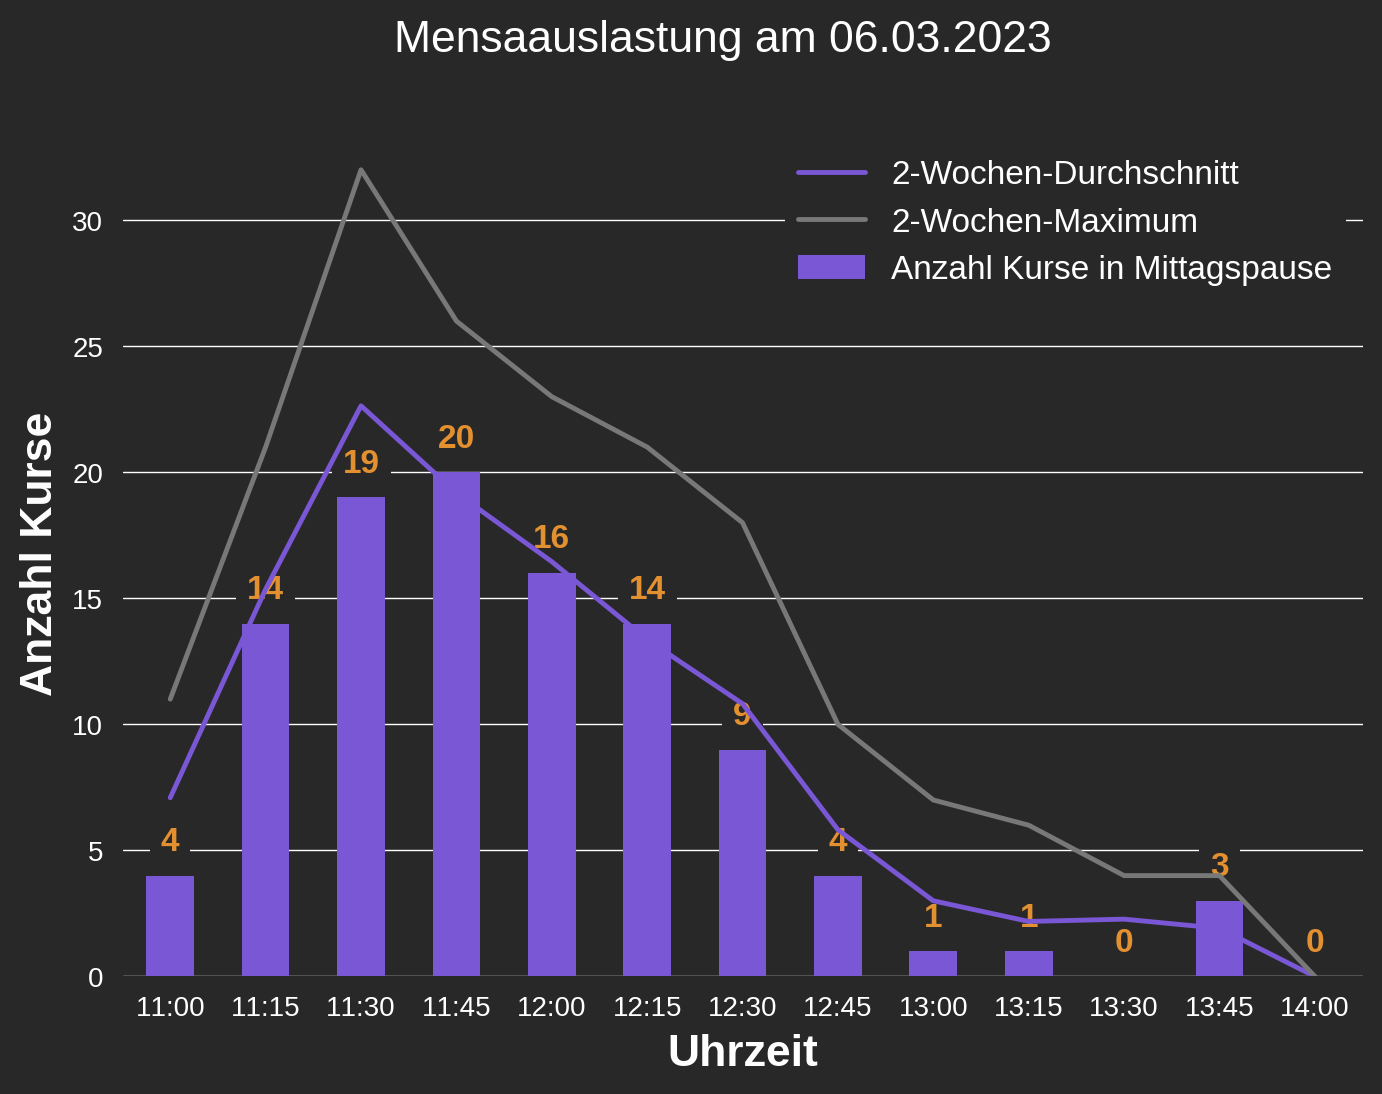 Mensaauslastung am 06.03.2023
2-Wochen-Durchschnitt
2-Wochen-Maximum
Anzahl Kurse in Mittagspause
Anzahl Kurse
30
25
20
15
10
5
0
4
14
19
20
16
14
9
4
1
1
0
3
0
11:00 11:15 11:30 11:45 12:00 12:15 12:30 12:45 13:00 13:15 13:30 13:45 14:00
Uhrzeit